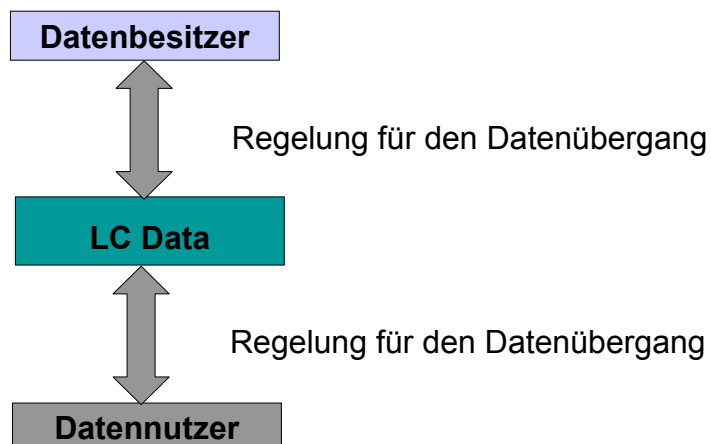 Datenbesitzer
Regelung für den Datenübergang
LC Data
Regelung für den Datenübergang
Datennutzer